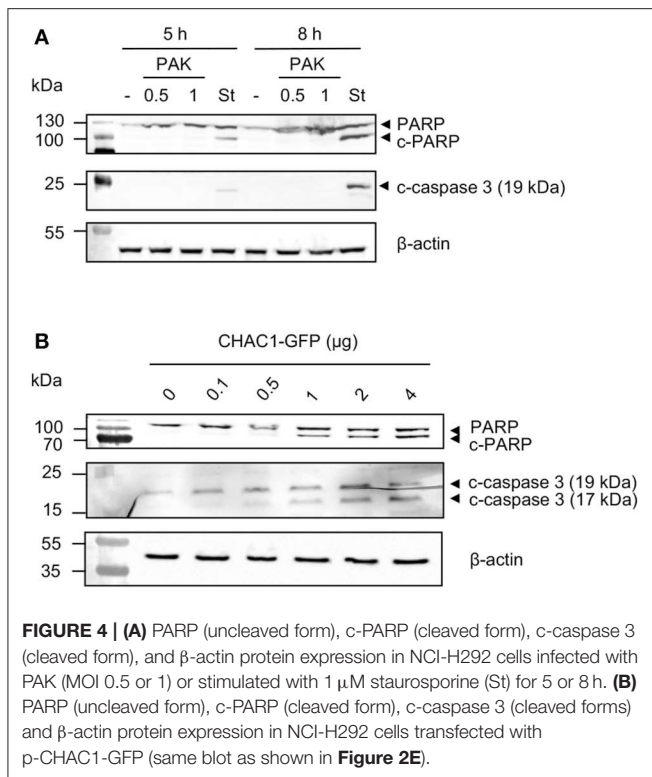 A
5 h 8 h
PAK PAK
kDa - 0.5 1 St - 0.5 1 St
130 PARP
100 c-PARP
25 c-caspase 3 (19 kDa)
55 β-actin
B
CHAC1-GFP (µg)
kDa 0 0.1 0.5 1 2 4
100 PARP
70 c-PARP
25 c-caspase 3 (19 kDa)
15 c-caspase 3 (17 kDa)
55 β-actin
35
FIGURE 4 | (A) PARP (uncleaved form), c-PARP (cleaved form), c-caspase 3
(cleaved form), and β-actin protein expression in NCI-H292 cells infected with
PAK (MOI 0.5 or 1) or stimulated with 1 µM staurosporine (St) for 5 or 8 h. (B)
PARP (uncleaved form), c-PARP (cleaved form), c-caspase 3 (cleaved forms)
and β-actin protein expression in NCI-H292 cells transfected with
p-CHAC1-GFP (same blot as shown in Figure 2E).